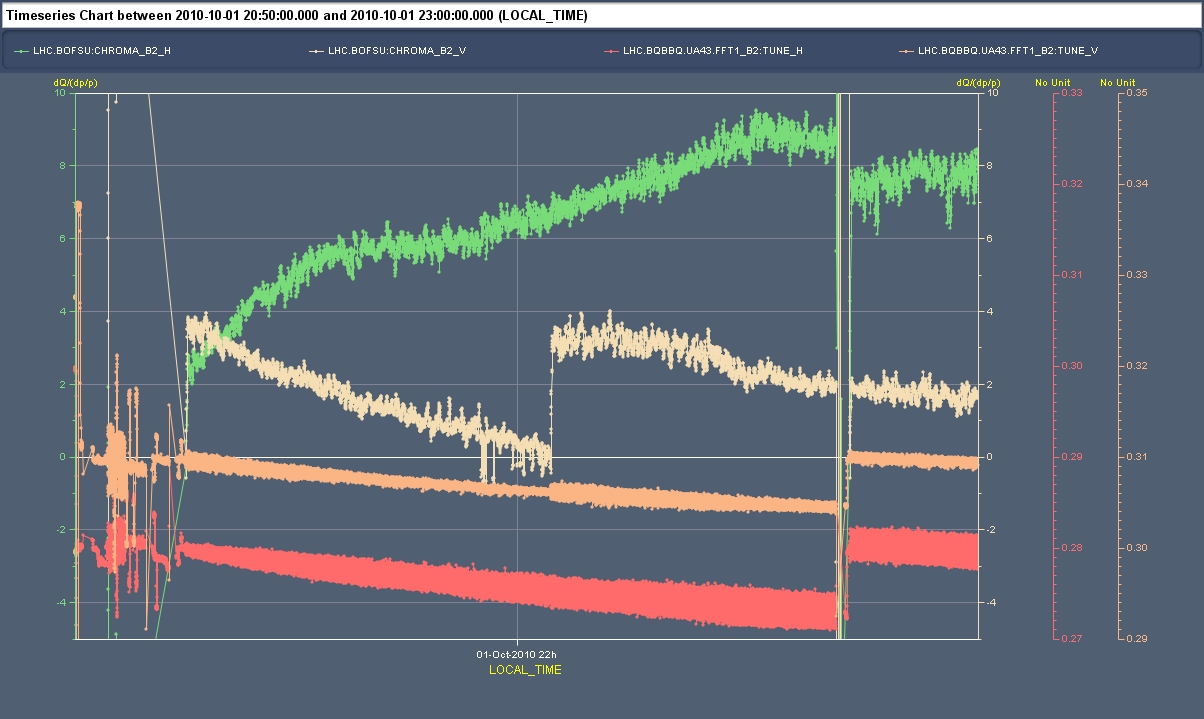 Timeseries Chart between 2010-10-01 20:50:00.000 and 2010-10-01 23:00:00.000 (LOCAL_TIME)
LHC.BOFSU:CHROMA_B2_H LHC.BOFSU:CHROMA_B2_V LHC.BQBBQ.UA43.FFT1_B2:TUNE_H LHC.BQBBQ.UA43.FFT1_B2:TUNE_V
dQ/(dp/p) dQ/(dp/p) No Unit No Unit
10 10 0.33 0.35
8 8 0.32 0.34
6 6
0.31 0.33
4 4
0.30 0.32
2 2
0 0 0.29 0.31
-2 -2
0.28 0.30
-4 -4
0.27 0.29
01-Oct-2010 22h
LOCAL_TIME